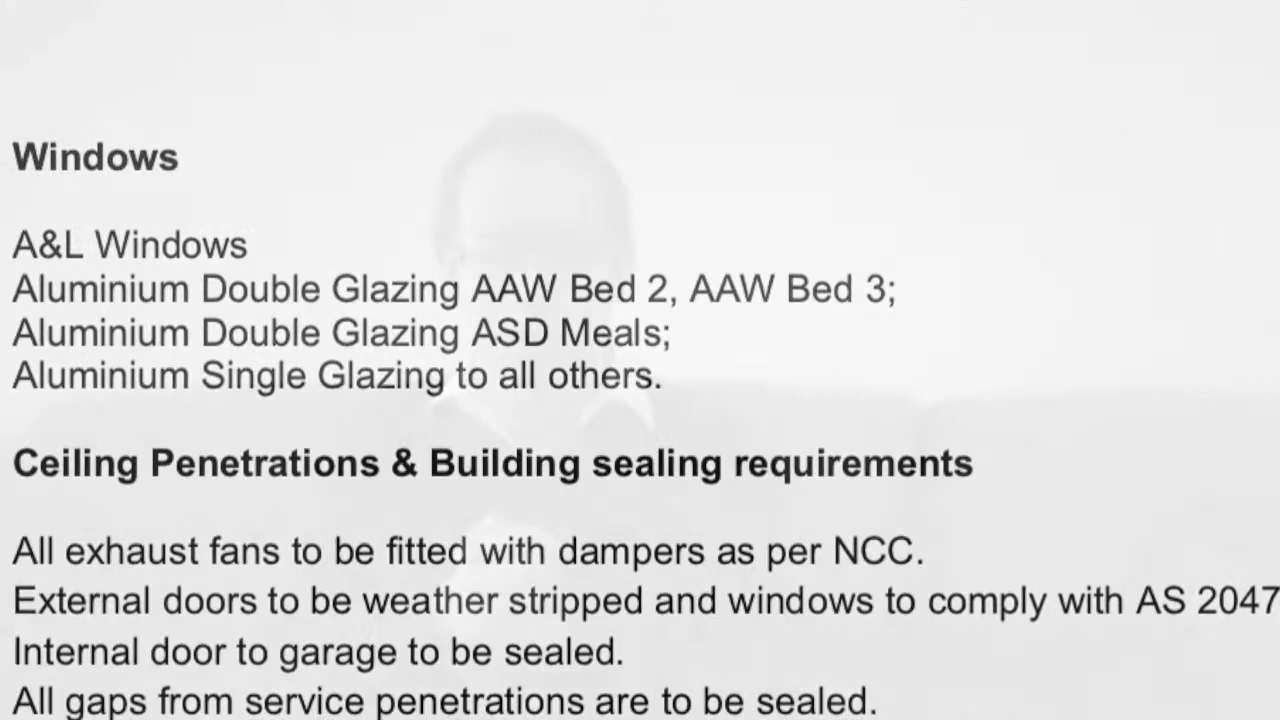 Windows
A&L Windows
Aluminium Double Glazing AAW Bed 2, AAW Bed 3;
Aluminium Double Glazing ASD Meals;
Aluminium Single Glazing to all others.
Ceiling Penetrations & Building sealing requirements
All exhaust fans to be fitted with dampers as per NCC.
External doors to be weather stripped and windows to comply with AS 2047
Internal door to garage to be sealed.
All gaps from service penetrations are to be sealed.